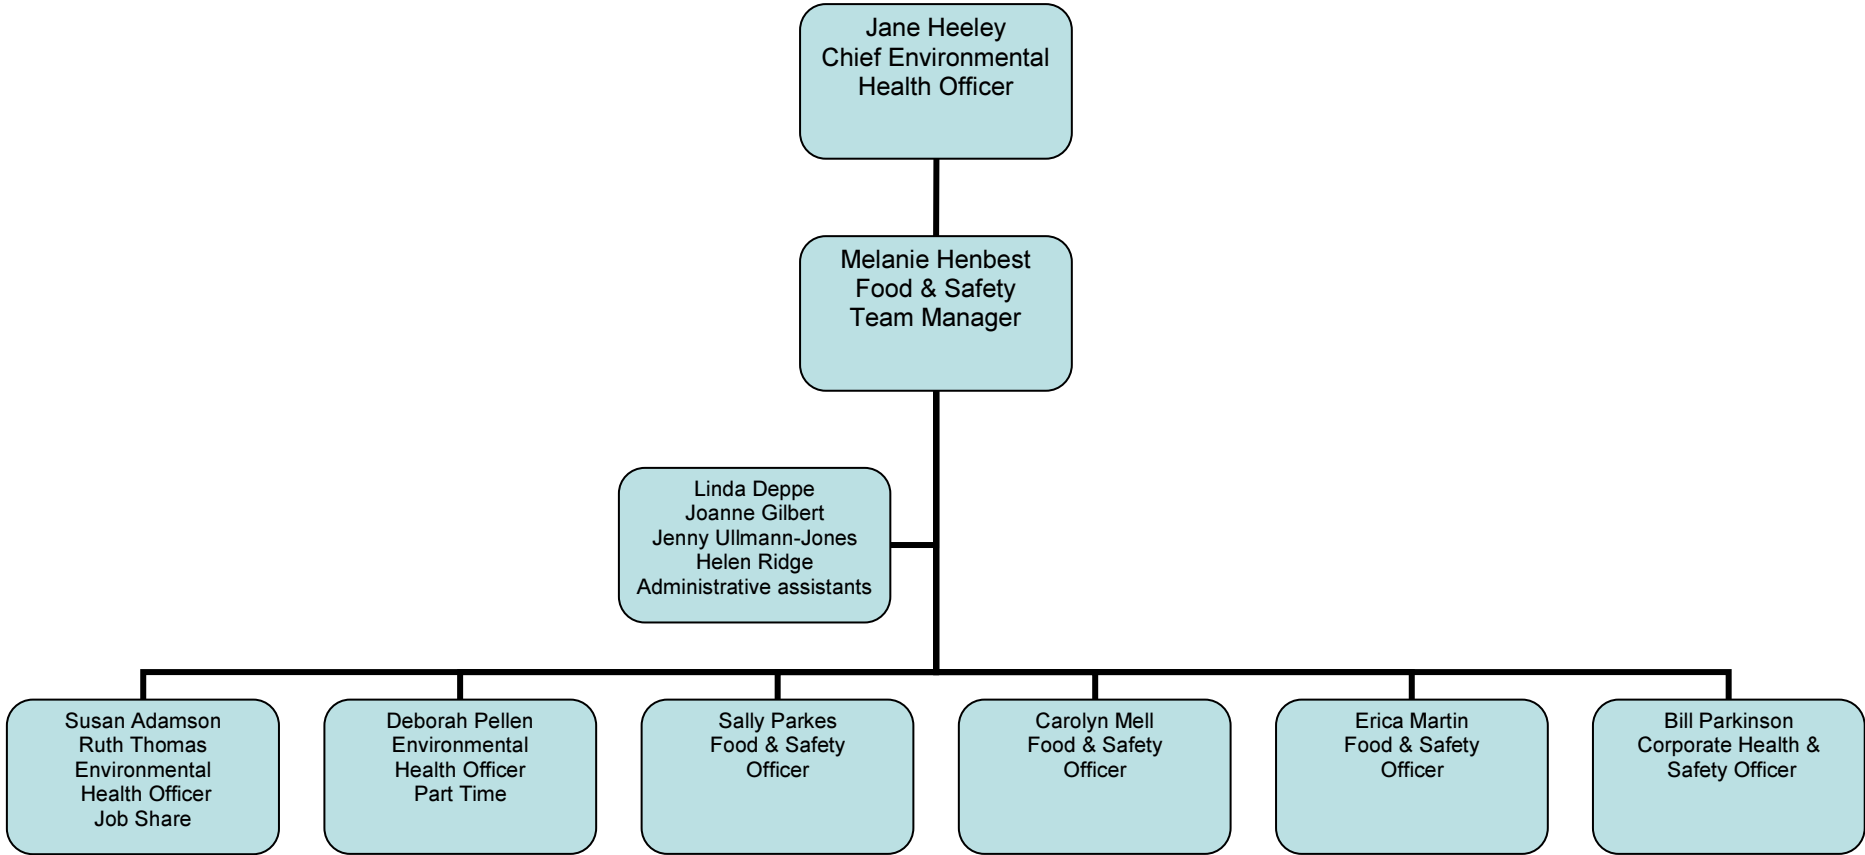 Jane Heeley
Chief Environmental
Health Officer
Melanie Henbest
Food & Safety
Team Manager
Linda Deppe
Joanne Gilbert
Jenny Ullmann-Jones
Helen Ridge
Administrative assistants
Susan Adamson
Ruth Thomas
Environmental
Health Officer
Job Share
Deborah Pellen
Environmental
Health Officer
Part Time
Sally Parkes
Food & Safety
Officer
Carolyn Mell
Food & Safety
Officer
Erica Martin
Food & Safety
Officer
Bill Parkinson
Corporate Health &
Safety Officer